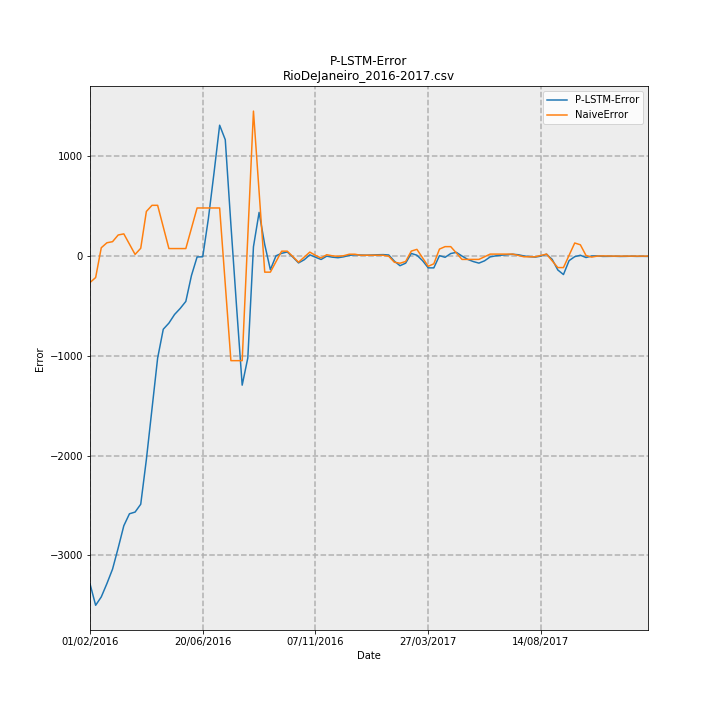 P-LSTM-Error
RioDeJaneiro_2016-2017.csv
P-LSTM-Error
NaiveError
1000
0
−1000
−2000
−3000
Error
01/02/2016 20/06/2016 07/11/2016 27/03/2017 14/08/2017
Date